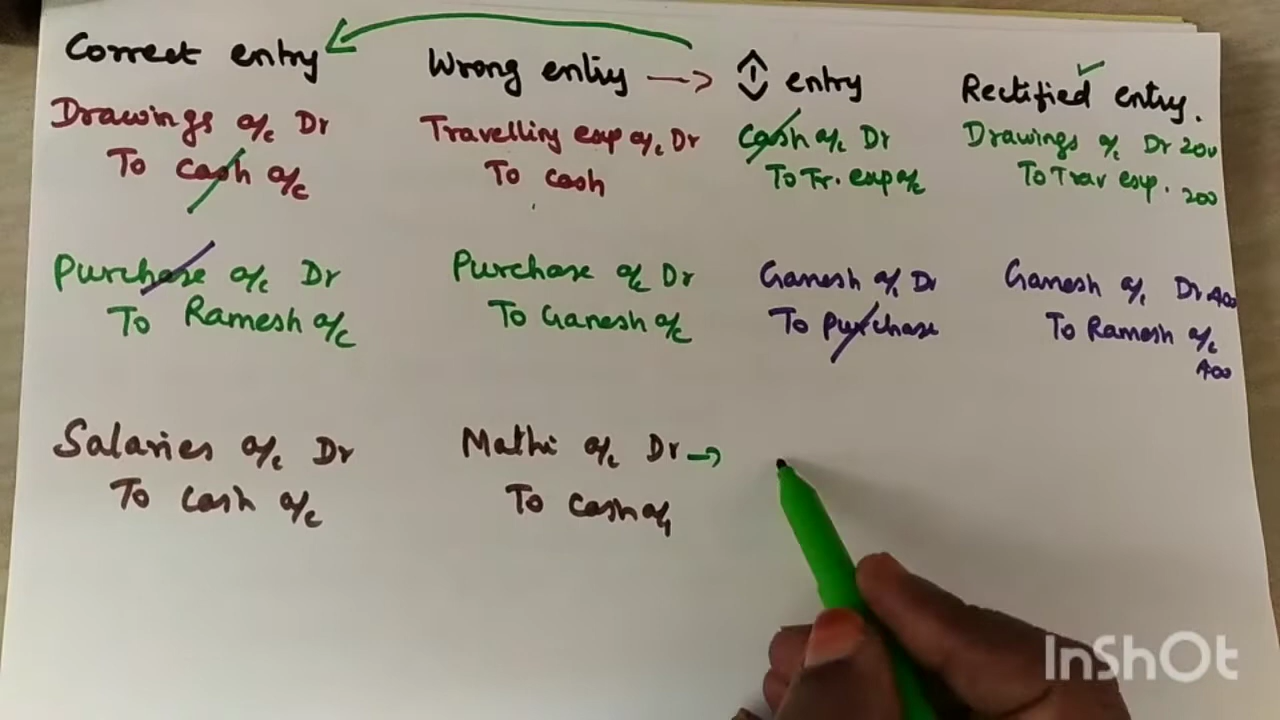 Correct entry
Wrong entry
entry
Rectified entry.
Drawings a/c Dr
To cash a/c
Travelling exp a/c Dr
To cash
Cash a/c Dr
To Tr. exp a/c
Drawings a/c Dr 200
To Trav exp. 200
Purchase a/c Dr
To Ramesh a/c
Purchase a/c Dr
To Ganesh a/c
Ganesh a/c Dr
To purchase
Ganesh a/c Dr 400
To Ramesh a/c
400
Salaries a/c Dr
To cash a/c
Mathi a/c Dr
To cash a/c
InShOt